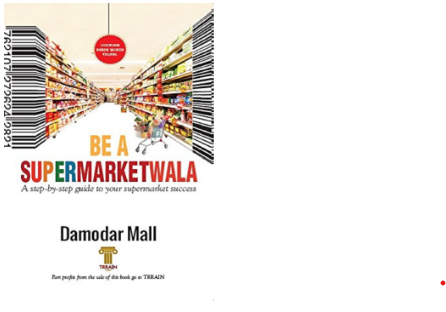 BE A
SUPERMARKETWALA
A step-by-step guide to your supermarket success
Damodar Mall
TRRAIN
Part profits from the sale of this book go to TRRAIN